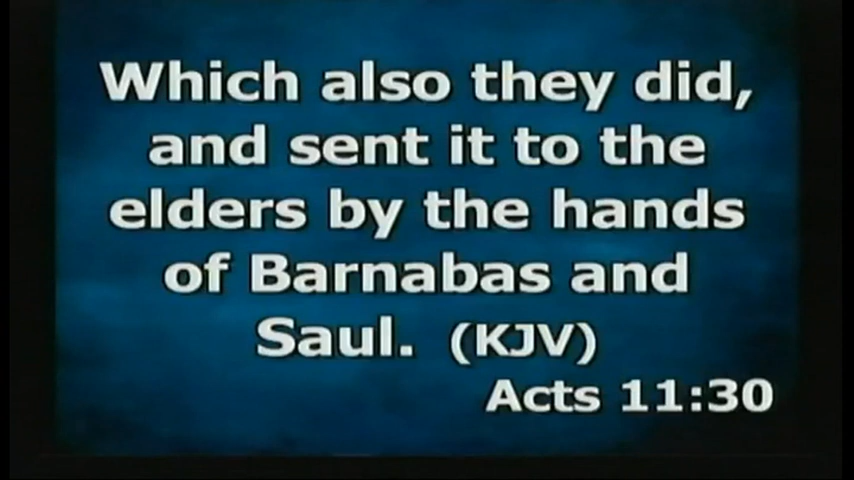 Which also they did,
and sent it to the
elders by the hands
of Barnabas and
Saul. (KJV)
Acts 11:30